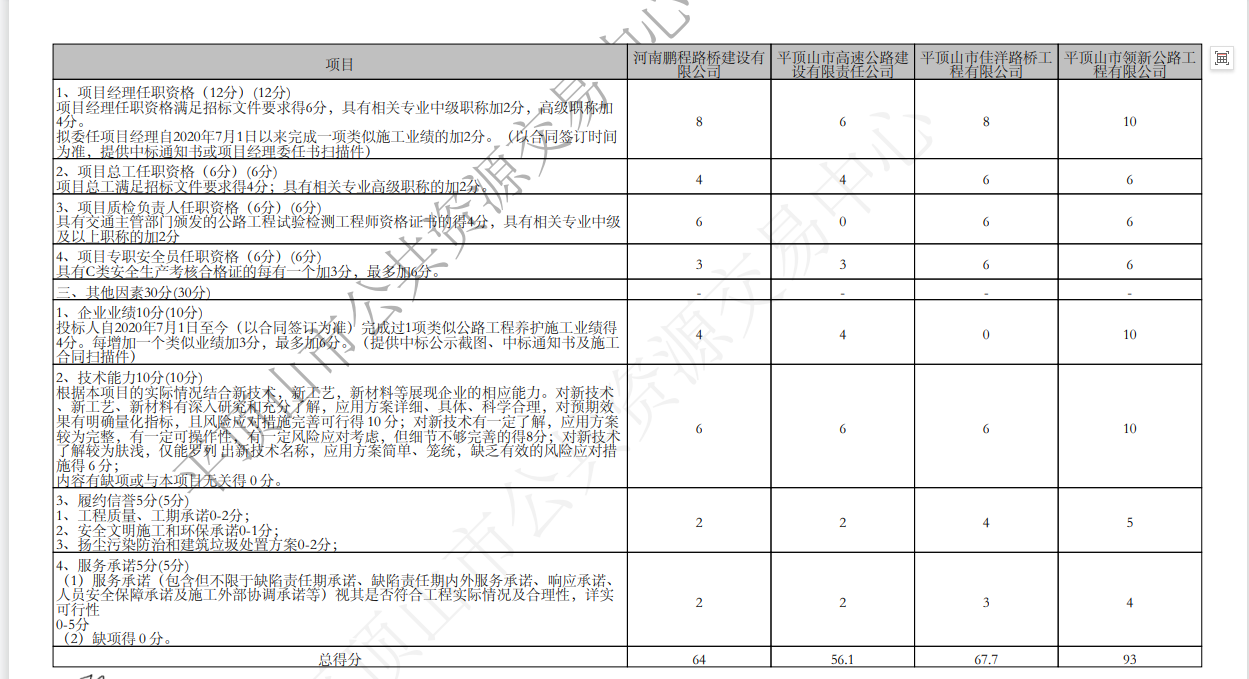 项目
河南鹏程路桥建设有
限公司
平顶山市高速公路建
设有限责任公司
平顶山市佳洋路桥工
程有限公司
平顶山市领新公路工
程有限公司
1、项目经理任职资格（12分）(12分)
项目经理任职资格满足招标文件要求得6分，具有相关专业中级职称加2分，高级职称加
4分。
拟委任项目经理自2020年7月1日以来完成一项类似施工业绩的加2分。（以合同签订时间
为准，提供中标通知书或项目经理委任书扫描件）
8
6
8
10
2、项目总工任职资格（6分）(6分)
项目总工满足招标文件要求得4分；具有相关专业高级职称的加2分。
4
4
6
6
3、项目质检负责人任职资格（6分）(6分)
具有交通主管部门颁发的公路工程试验检测工程师资格证书的得4分，具有相关专业中级
及以上职称的加2分
6
0
6
6
4、项目专职安全员任职资格（6分）(6分)
具有C类安全生产考核合格证的每有一个加3分，最多加6分。
3
3
6
6
三、其他因素30分(30分)
-
-
-
-
1、企业业绩10分(10分)
投标人自2020年7月1日至今（以合同签订为准）完成过1项类似公路工程养护施工业绩得
4分。每增加一个类似业绩加3分，最多加6分。（提供中标公示截图、中标通知书及施工
合同扫描件）
4
4
0
10
2、技术能力10分(10分)
根据本项目的实际情况结合新技术，新工艺，新材料等展现企业的相应能力。对新技术
、新工艺、新材料有深入研究和充分了解，应用方案详细、具体、科学合理，对预期效
果有明确量化指标，且风险应对措施完善可行得 10 分；对新技术有一定了解，应用方案
较为完整，有一定可操作性，有一定风险应对考虑，但细节不够完善的得8分；对新技术
了解较为肤浅，仅能罗列出新技术名称，应用方案简单、笼统，缺乏有效的风险应对措
施得 6 分；
内容有缺项或与本项目无关得 0 分。
6
6
6
10
3、履约信誉5分(5分)
1、工程质量、工期承诺0-2分；
2、安全文明施工和环保承诺0-1分；
3、扬尘污染防治和建筑垃圾处置方案0-2分；
2
2
4
5
4、服务承诺5分(5分)
（1）服务承诺（包含但不限于缺陷责任期承诺、缺陷责任期内外服务承诺、响应承诺、
人员安全保障承诺及施工外部协调承诺等）视其是否符合工程实际情况及合理性，详实
可行性
0-5分
（2）缺项得 0 分。
2
2
3
4
总得分
64
56.1
67.7
93
平顶山市公共资源交易中心
平顶山市公共资源交易中心